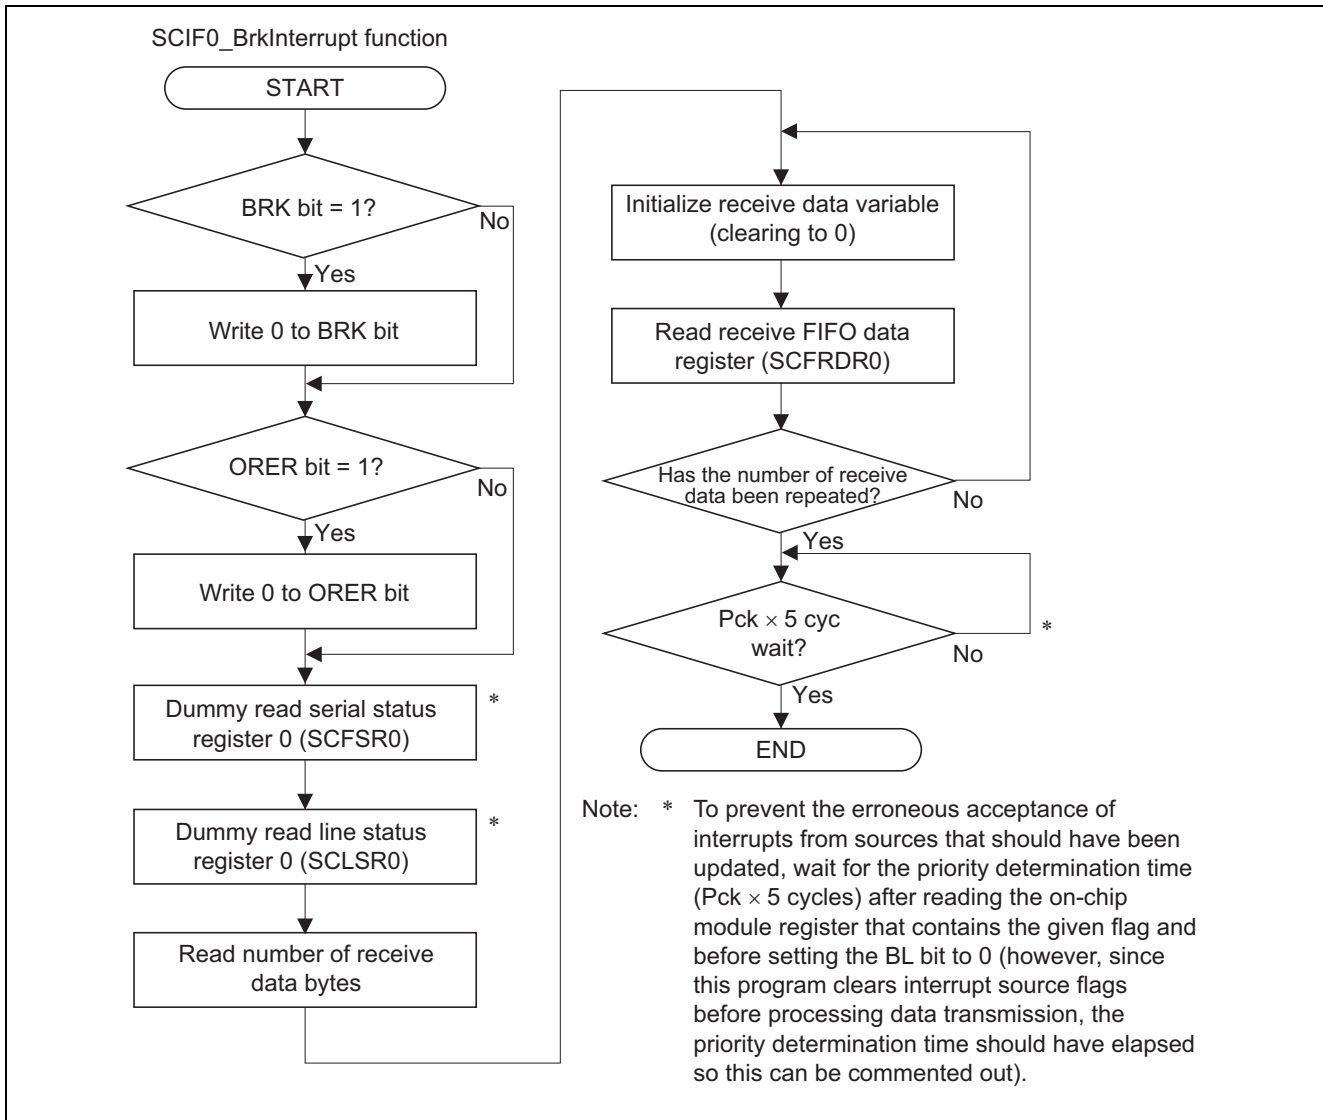 SCIF0_BrkInterrupt function
START
BRK bit = 1?
No
Yes
Write 0 to BRK bit
ORER bit = 1?
No
Yes
Write 0 to ORER bit
Dummy read serial status
register 0 (SCFSR0)
*
Dummy read line status
register 0 (SCLSR0)
*
Read number of receive
data bytes
Initialize receive data variable
(clearing to 0)
Read receive FIFO data
register (SCFRDR0)
Has the number of receive
data been repeated?
No
Yes
Pck × 5 cyc
wait?
*
No
Yes
END
Note: * To prevent the erroneous acceptance of
interrupts from sources that should have been
updated, wait for the priority determination time
(Pck × 5 cycles) after reading the on-chip
module register that contains the given flag and
before setting the BL bit to 0 (however, since
this program clears interrupt source flags
before processing data transmission, the
priority determination time should have elapsed
so this can be commented out).